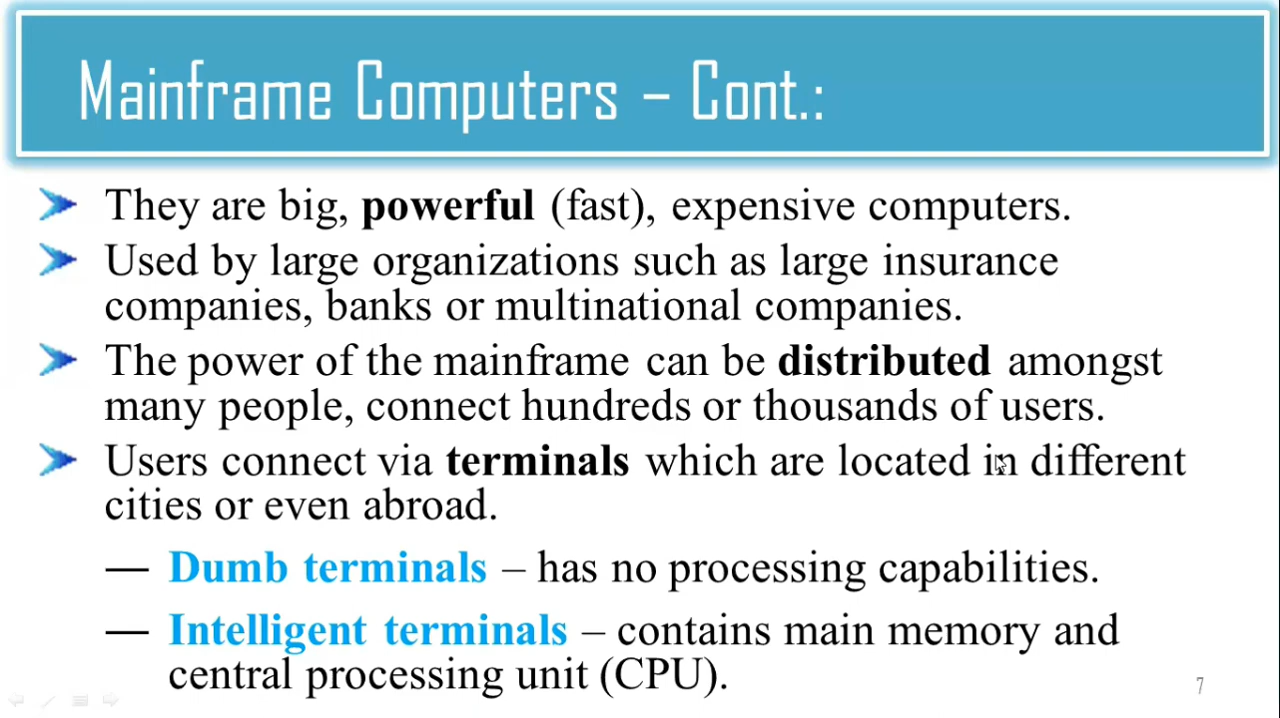 Mainframe Computers – Cont.:
They are big, powerful (fast), expensive computers.
Used by large organizations such as large insurance
companies, banks or multinational companies.
The power of the mainframe can be distributed amongst
many people, connect hundreds or thousands of users.
Users connect via terminals which are located in different
cities or even abroad.
— Dumb terminals – has no processing capabilities.
— Intelligent terminals – contains main memory and
central processing unit (CPU).
7